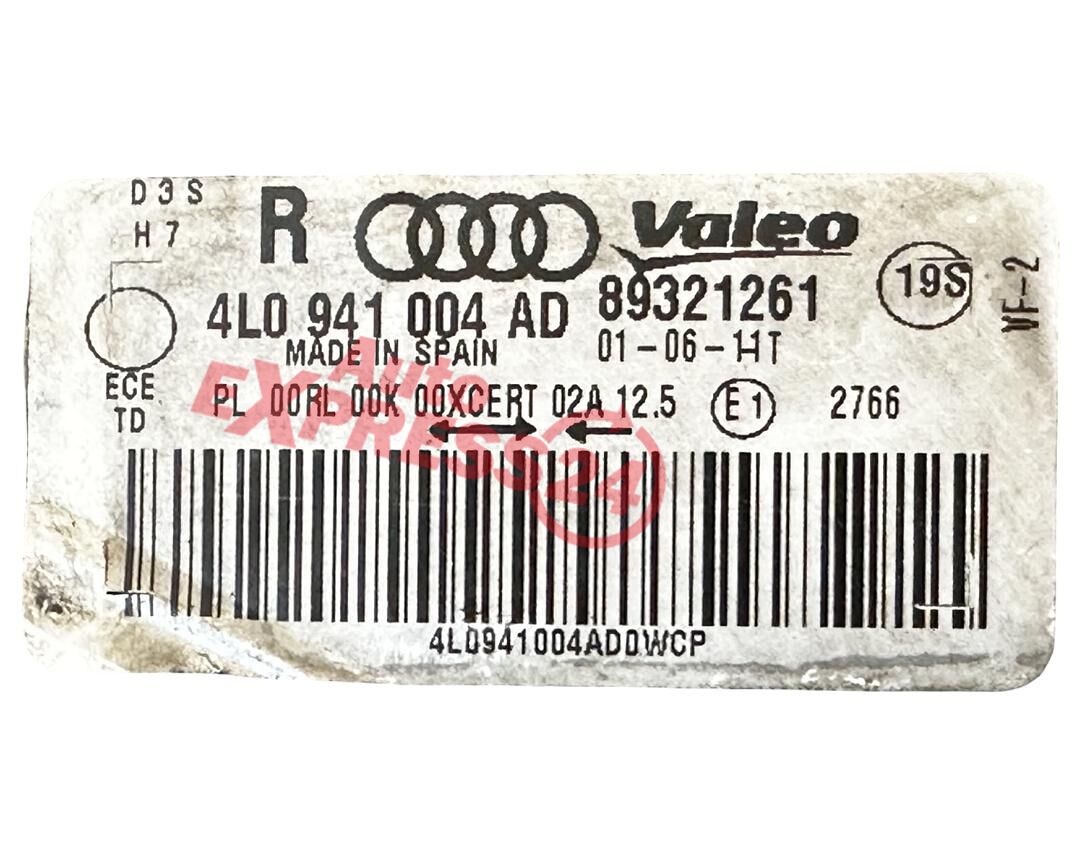 D3S
H7
R
Valeo
19S
VF-2
4L0 941 004 AD
89321261
MADE IN SPAIN
01-06-11T
ECE
TD
PL 00RL 00K 00XCERT 02A 12.5 E1 2766
Auto
EXPRESS24
4L0941004AD0WCP